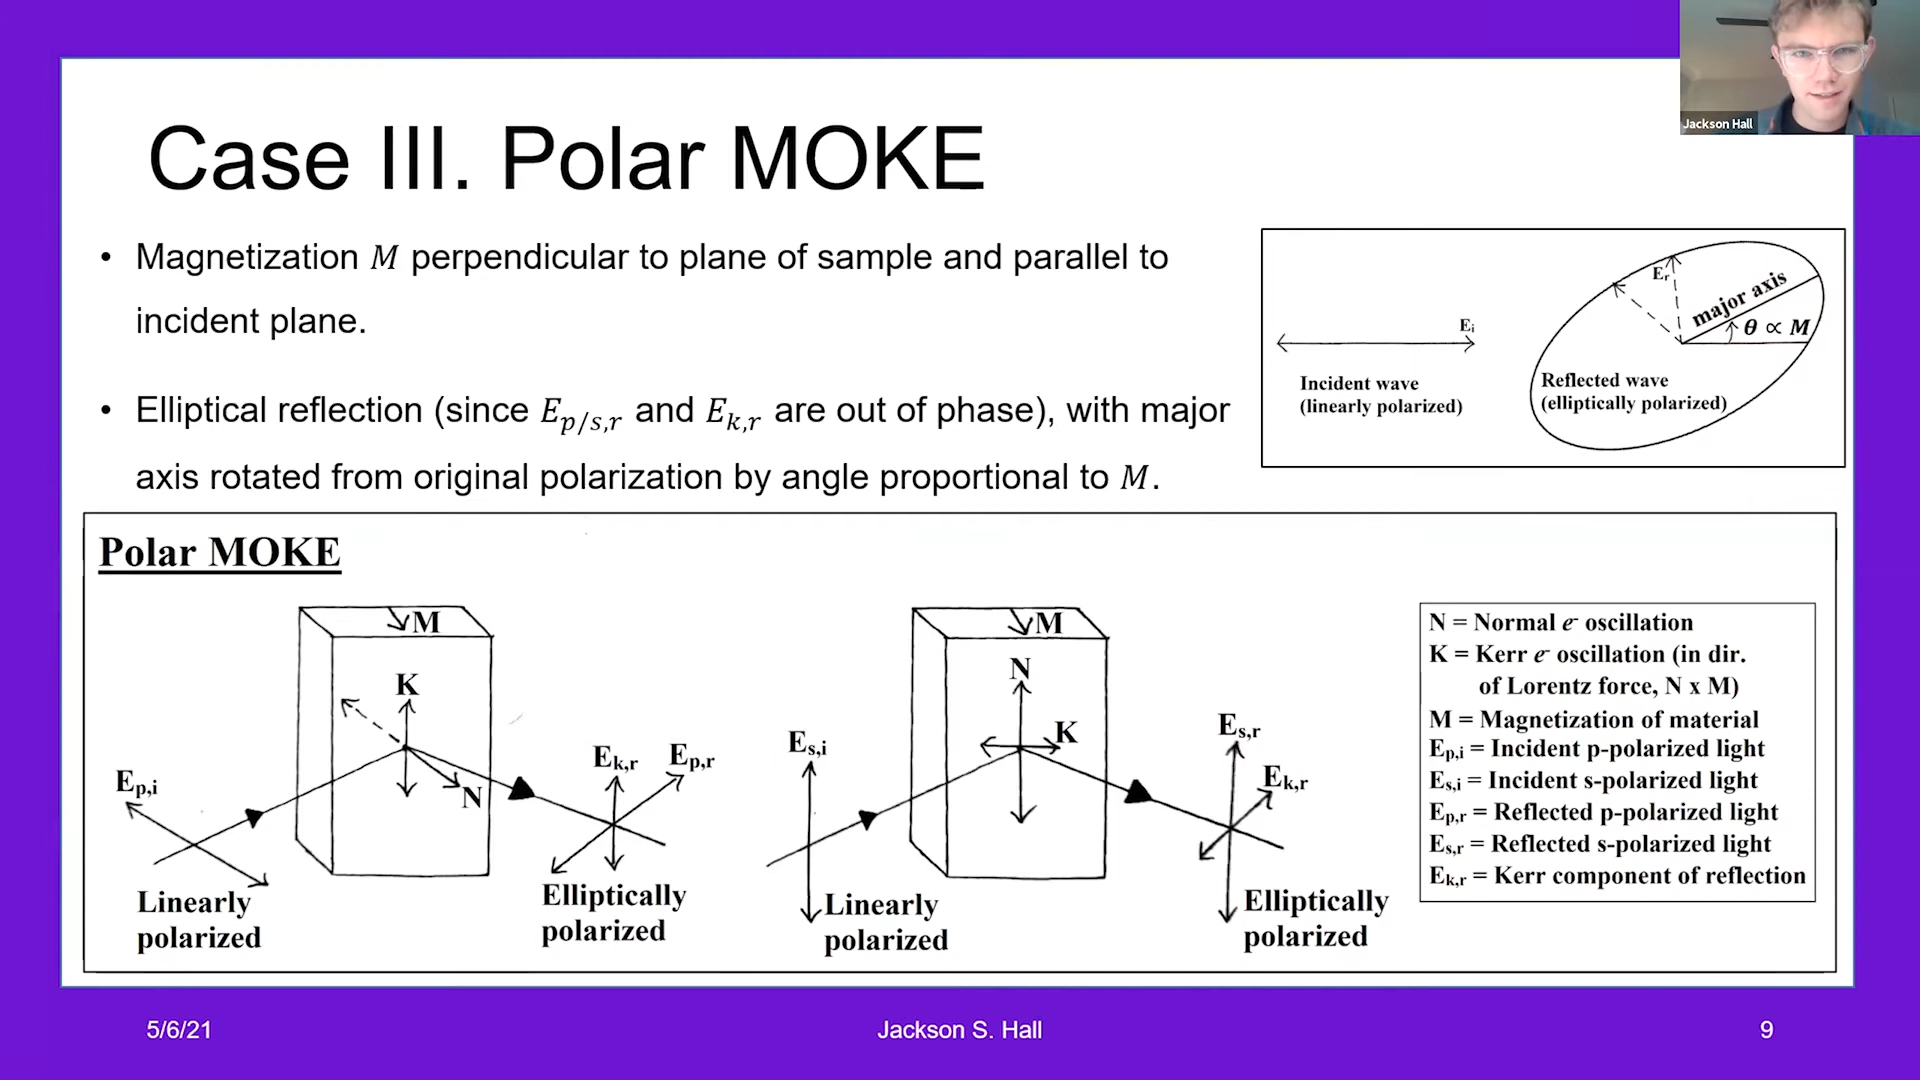 Jackson Hall
Case III. Polar MOKE
• Magnetization M perpendicular to plane of sample and parallel to
incident plane.
• Elliptical reflection (since E_{p/s,r} and E_{k,r} are out of phase), with major
axis rotated from original polarization by angle proportional to M.
E_i
Incident wave
(linearly polarized)
E_r
major axis
θ ∝ M
Reflected wave
(elliptically polarized)
Polar MOKE
M
K
N
E_{p,i}
Linearly
polarized
E_{k,r}
E_{p,r}
Elliptically
polarized
M
N
K
E_{s,i}
Linearly
polarized
E_{s,r}
E_{k,r}
Elliptically
polarized
N = Normal e⁻ oscillation
K = Kerr e⁻ oscillation (in dir.
of Lorentz force, N x M)
M = Magnetization of material
E_{p,i} = Incident p-polarized light
E_{s,i} = Incident s-polarized light
E_{p,r} = Reflected p-polarized light
E_{s,r} = Reflected s-polarized light
E_{k,r} = Kerr component of reflection
5/6/21
Jackson S. Hall
9